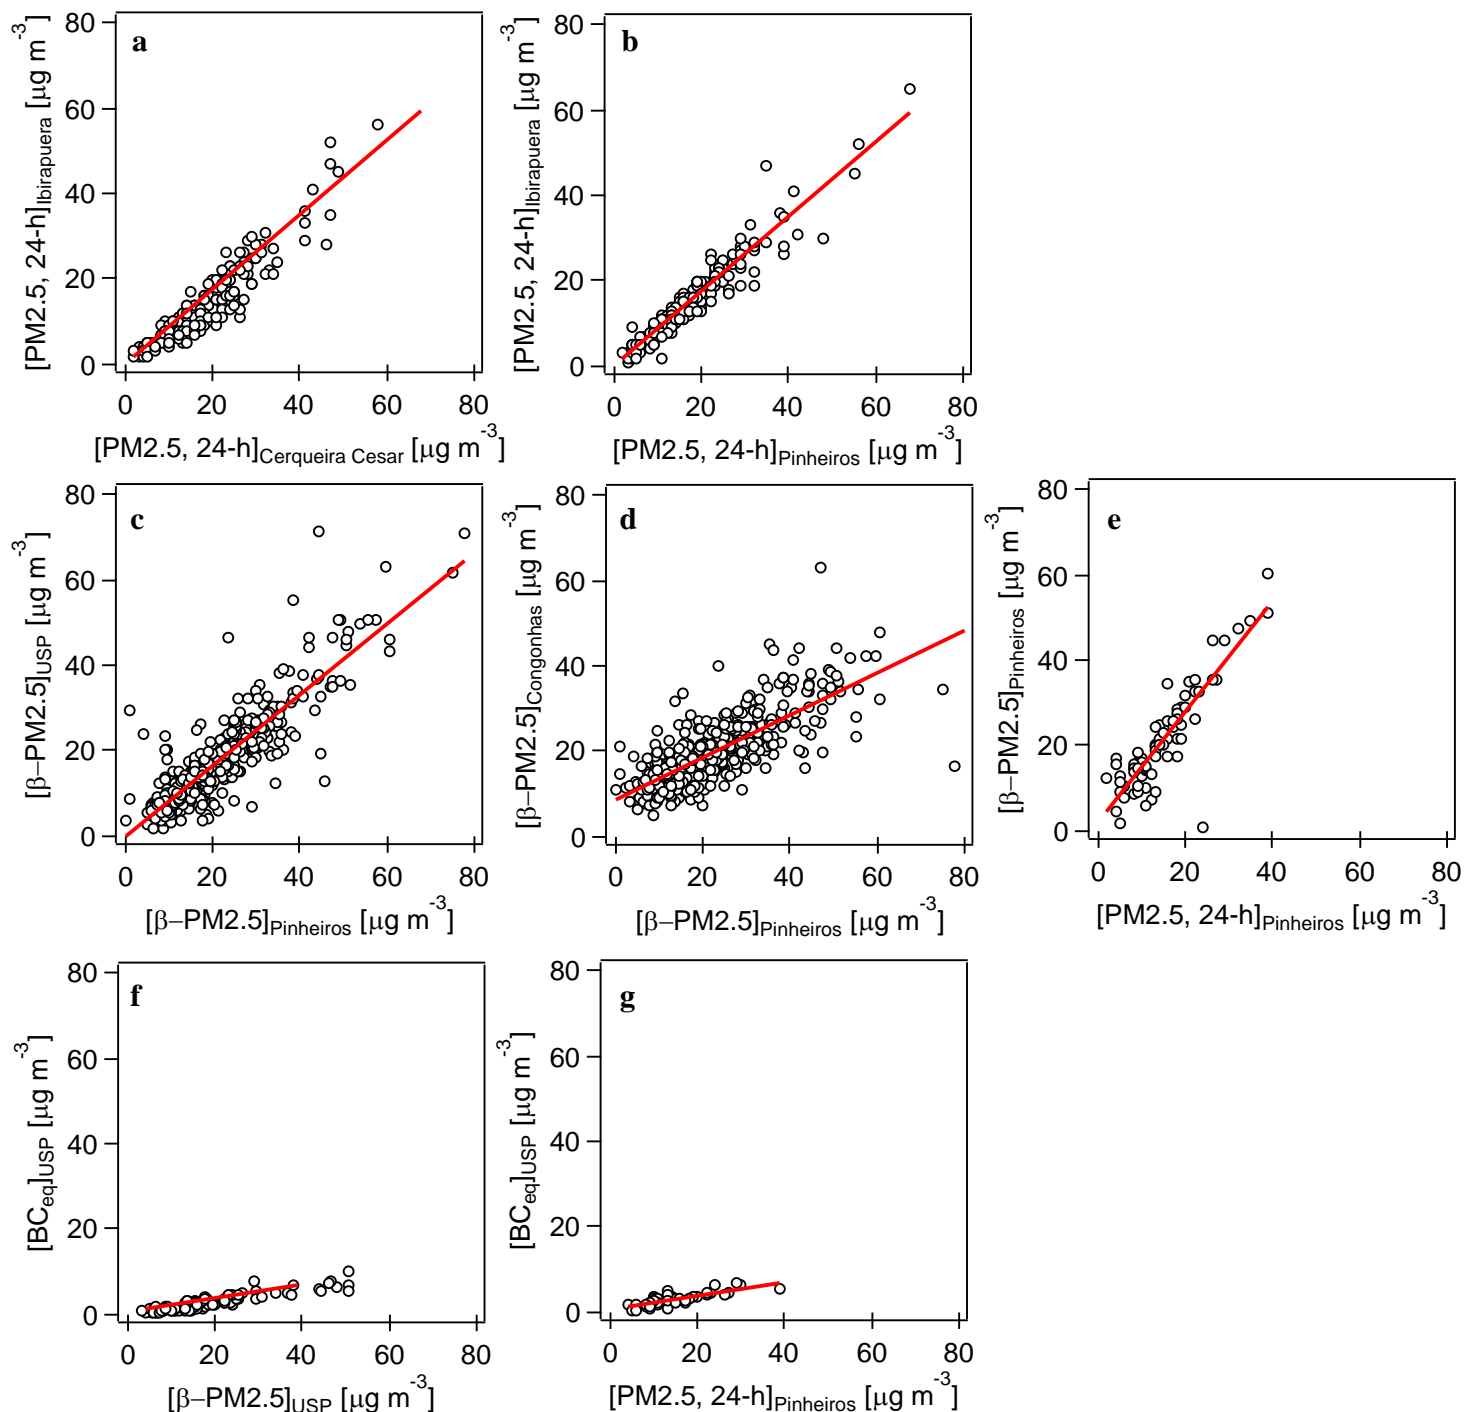 a
80
60
40
20
0
[PM2.5, 24-h]Ibirapuera [μg m-3]
0 20 40 60 80
[PM2.5, 24-h]Cerqueira Cesar [μg m-3]
b
80
60
40
20
0
[PM2.5, 24-h]Ibirapuera [μg m-3]
0 20 40 60 80
[PM2.5, 24-h]Pinheiros [μg m-3]
c
80
60
40
20
0
[β−PM2.5]USP [μg m-3]
0 20 40 60 80
[β−PM2.5]Pinheiros [μg m-3]
d
80
60
40
20
0
[β−PM2.5]Congonhas [μg m-3]
0 20 40 60 80
[β−PM2.5]Pinheiros [μg m-3]
e
80
60
40
20
0
[β−PM2.5]Pinheiros [μg m-3]
0 20 40 60 80
[PM2.5, 24-h]Pinheiros [μg m-3]
f
80
60
40
20
0
[BCeq]USP [μg m-3]
0 20 40 60 80
[β−PM2.5]USP [μg m-3]
g
80
60
40
20
0
[BCeq]USP [μg m-3]
0 20 40 60 80
[PM2.5, 24-h]Pinheiros [μg m-3]